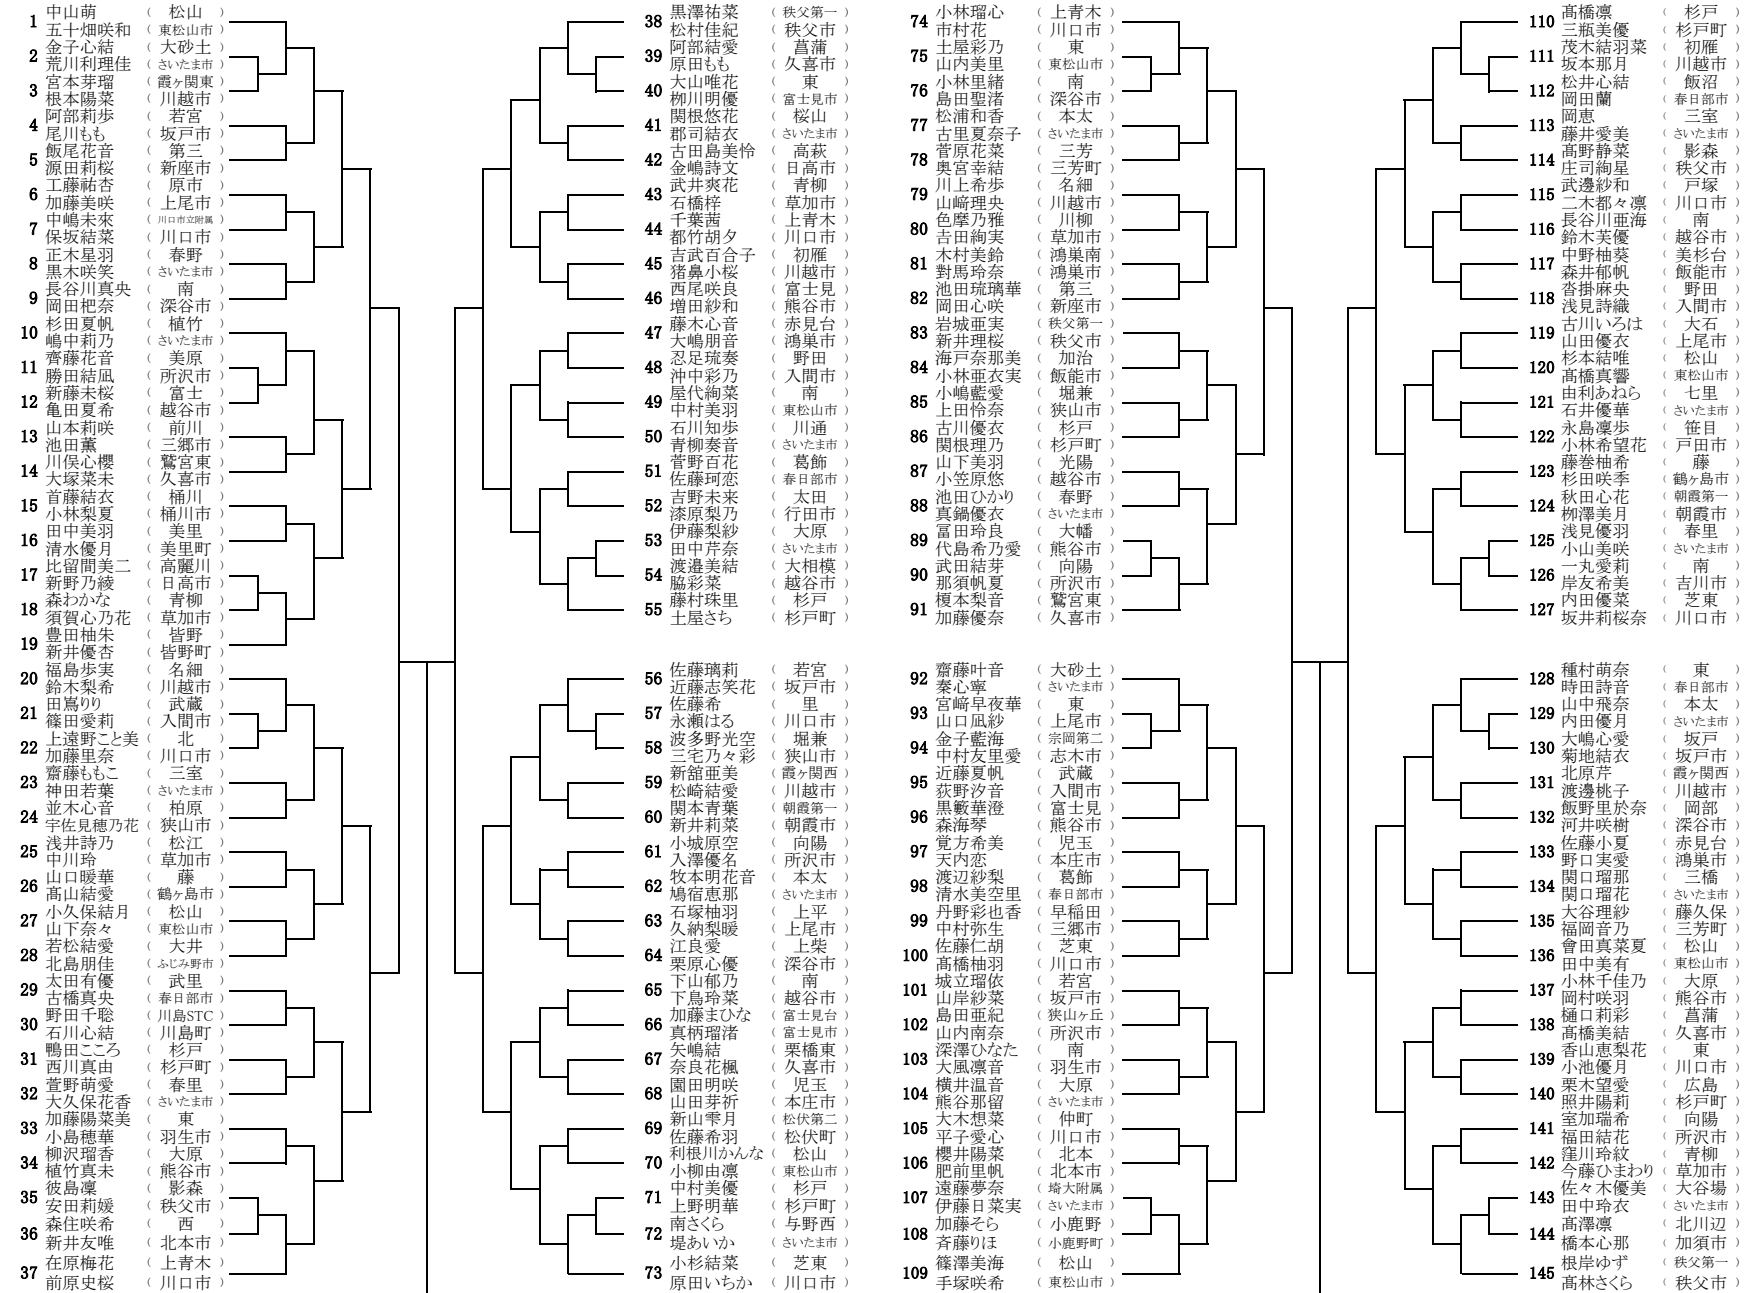 1 中山萌 （ 松山 ）
五十畑咲和 （ 東松山市 ）
2 金子心結 （ 大砂土 ）
荒川利理佳 （ さいたま市 ）
3 宮本芽瑠 （ 霞ヶ関東 ）
根本陽菜 （ 川越市 ）
4 阿部莉歩 （ 若宮 ）
尾川もも （ 坂戸市 ）
5 飯尾花音 （ 第三 ）
源田莉桜 （ 新座市 ）
6 工藤祐杏 （ 原市 ）
加藤美咲 （ 上尾市 ）
7 中嶋未來 （ 川口市立附属 ）
保坂結菜 （ 川口市 ）
8 正木星羽 （ 春野 ）
黒木咲笑 （ さいたま市 ）
9 長谷川真央 （ 南 ）
岡田杷奈 （ 深谷市 ）
10 杉田夏帆 （ 植竹 ）
嶋中莉乃 （ さいたま市 ）
11 齊藤花音 （ 美原 ）
勝田結凪 （ 所沢市 ）
12 新藤未桜 （ 富士 ）
亀田夏希 （ 越谷市 ）
13 山本莉咲 （ 前川 ）
池田薫 （ 三郷市 ）
14 川俣心櫻 （ 鷲宮東 ）
大塚菜未 （ 久喜市 ）
15 首藤結衣 （ 桶川 ）
小林梨夏 （ 桶川市 ）
16 田中美羽 （ 美里 ）
清水優月 （ 美里町 ）
17 比留間美二 （ 高麗川 ）
新野乃綾 （ 日高市 ）
18 森わかな （ 青柳 ）
須賀心乃花 （ 草加市 ）
19 豊田柚朱 （ 皆野 ）
新井優杏 （ 皆野町 ）
20 福島歩実 （ 名細 ）
鈴木梨希 （ 川越市 ）
21 田嶌りり （ 武蔵 ）
篠田愛莉 （ 入間市 ）
22 上遠野こと美 （ 北 ）
加藤里奈 （ 川口市 ）
23 齋藤ももこ （ 三室 ）
神田若葉 （ さいたま市 ）
24 並木心音 （ 柏原 ）
宇佐見穂乃花 （ 狭山市 ）
25 浅井詩乃 （ 松江 ）
中川玲 （ 草加市 ）
26 山口暖華 （ 藤 ）
髙山結愛 （ 鶴ヶ島市 ）
27 小久保結月 （ 松山 ）
山下奈々 （ 東松山市 ）
28 若松結愛 （ 大井 ）
北島朋佳 （ ふじみ野市 ）
29 太田有優 （ 武里 ）
古橋真央 （ 春日部市 ）
30 野田千聡 （ 川島STC ）
石川心結 （ 川島町 ）
31 鴨田こころ （ 杉戸 ）
西川真由 （ 杉戸町 ）
32 萱野萌愛 （ 春里 ）
大久保花香 （ さいたま市 ）
33 加藤陽菜美 （ 東 ）
小島穂華 （ 羽生市 ）
34 柳沢瑠香 （ 大原 ）
植竹真未 （ 熊谷市 ）
35 彼島凜 （ 影森 ）
安田莉媛 （ 秩父市 ）
36 森住咲希 （ 西 ）
新井友唯 （ 北本市 ）
37 在原梅花 （ 上青木 ）
前原史桜 （ 川口市 ）
38 黒澤祐菜 （ 秩父第一 ）
松村佳紀 （ 秩父市 ）
39 阿部結愛 （ 菖蒲 ）
原田もも （ 久喜市 ）
40 大山唯花 （ 東 ）
栁川明優 （ 富士見市 ）
41 関根悠花 （ 桜山 ）
郡司結衣 （ さいたま市 ）
42 古田島美怜 （ 高萩 ）
金嶋詩文 （ 日高市 ）
43 武井爽花 （ 青柳 ）
石橋梓 （ 草加市 ）
44 千葉茜 （ 上青木 ）
都竹胡夕 （ 川口市 ）
45 吉武百合子 （ 初雁 ）
猪鼻小桜 （ 川越市 ）
46 西尾咲良 （ 富士見 ）
増田紗和 （ 熊谷市 ）
47 藤木心音 （ 赤見台 ）
大嶋朋音 （ 鴻巣市 ）
48 忍足琉奏 （ 野田 ）
沖中彩乃 （ 入間市 ）
49 屋代絢菜 （ 南 ）
中村美羽 （ 東松山市 ）
50 石川知歩 （ 川通 ）
青柳奏音 （ さいたま市 ）
51 菅野百花 （ 葛飾 ）
佐藤珂恋 （ 春日部市 ）
52 吉野未来 （ 太田 ）
漆原梨乃 （ 行田市 ）
53 伊藤梨紗 （ 大原 ）
田中芹奈 （ さいたま市 ）
54 渡邉美結 （ 大相模 ）
脇彩菜 （ 越谷市 ）
55 藤村珠里 （ 杉戸 ）
土屋さち （ 杉戸町 ）
56 佐藤璃莉 （ 若宮 ）
近藤志笑花 （ 坂戸市 ）
57 佐藤希 （ 里 ）
永瀬はる （ 川口市 ）
58 波多野光空 （ 堀兼 ）
三宅乃々彩 （ 狭山市 ）
59 新舘亜美 （ 霞ヶ関西 ）
松崎結愛 （ 川越市 ）
60 関本青葉 （ 朝霞第一 ）
新井莉菜 （ 朝霞市 ）
61 小城原空 （ 向陽 ）
入澤優名 （ 所沢市 ）
62 牧本明花音 （ 本太 ）
鳩宿恵那 （ さいたま市 ）
63 石塚柚羽 （ 上平 ）
久納梨暖 （ 上尾市 ）
64 江良愛 （ 上柴 ）
栗原心優 （ 深谷市 ）
65 下山郁乃 （ 南 ）
下鳥玲菜 （ 越谷市 ）
66 加藤まひな （ 富士見台 ）
真柄瑠渚 （ 富士見市 ）
67 矢嶋結 （ 栗橋東 ）
奈良花楓 （ 久喜市 ）
68 園田明咲 （ 児玉 ）
山田芽祈 （ 本庄市 ）
69 新山雫月 （ 松伏第二 ）
佐藤希羽 （ 松伏町 ）
70 利根川かんな （ 松山 ）
小柳由凛 （ 東松山市 ）
71 中村美優 （ 杉戸 ）
上野明華 （ 杉戸町 ）
72 南さくら （ 与野西 ）
堤あいか （ さいたま市 ）
73 小杉結菜 （ 芝東 ）
原田いちか （ 川口市 ）
74 小林瑠心 （ 上青木 ）
市村花 （ 川口市 ）
75 土屋彩乃 （ 東 ）
山内美里 （ 東松山市 ）
76 小林里緒 （ 南 ）
島田聖渚 （ 深谷市 ）
77 松浦和香 （ 本太 ）
古里夏奈子 （ さいたま市 ）
78 菅原花菜 （ 三芳 ）
奥宮幸結 （ 三芳町 ）
79 川上希歩 （ 名細 ）
山﨑理央 （ 川越市 ）
80 色摩乃雅 （ 川柳 ）
𠮷田絢実 （ 草加市 ）
81 木村美鈴 （ 鴻巣南 ）
對馬玲奈 （ 鴻巣市 ）
82 池田琉璃華 （ 第三 ）
岡田心咲 （ 新座市 ）
83 岩城亜実 （ 秩父第一 ）
新井理桜 （ 秩父市 ）
84 海戸奈那美 （ 加治 ）
小林亜衣実 （ 飯能市 ）
85 小嶋藍愛 （ 堀兼 ）
上田怜奈 （ 狭山市 ）
86 古川優衣 （ 杉戸 ）
関根理乃 （ 杉戸町 ）
87 山下美羽 （ 光陽 ）
小笠原悠 （ 越谷市 ）
88 池田ひかり （ 春野 ）
真鍋優衣 （ さいたま市 ）
89 冨田玲良 （ 大幡 ）
代島希乃愛 （ 熊谷市 ）
90 武田結芽 （ 向陽 ）
那須帆夏 （ 所沢市 ）
91 榎本梨音 （ 鷲宮東 ）
加藤優奈 （ 久喜市 ）
92 齋藤叶音 （ 大砂土 ）
秦心寧 （ さいたま市 ）
93 宮﨑早夜華 （ 東 ）
山口凪紗 （ 上尾市 ）
94 金子藍海 （ 宗岡第二 ）
中村友里愛 （ 志木市 ）
95 近藤夏帆 （ 武蔵 ）
荻野汐音 （ 入間市 ）
96 黒籔華澄 （ 富士見 ）
森海琴 （ 熊谷市 ）
97 覚方希美 （ 児玉 ）
天内恋 （ 本庄市 ）
98 渡辺紗梨 （ 葛飾 ）
清水美空里 （ 春日部市 ）
99 丹野彩也香 （ 早稲田 ）
中村弥生 （ 三郷市 ）
100 佐藤仁胡 （ 芝東 ）
髙橋柚羽 （ 川口市 ）
101 城立瑠依 （ 若宮 ）
山岸紗菜 （ 坂戸市 ）
102 島田亜紀 （ 狭山ヶ丘 ）
山内南奈 （ 所沢市 ）
103 深澤ひなた （ 南 ）
大風凛音 （ 羽生市 ）
104 横井温音 （ 大原 ）
熊谷那留 （ さいたま市 ）
105 大木想菜 （ 仲町 ）
平子愛心 （ 川口市 ）
106 櫻井陽菜 （ 北本 ）
肥前里帆 （ 北本市 ）
107 遠藤夢奈 （ 埼大附属 ）
伊藤日菜実 （ さいたま市 ）
108 加藤そら （ 小鹿野 ）
斉藤りほ （ 小鹿野町 ）
109 篠澤美海 （ 松山 ）
手塚咲希 （ 東松山市 ）
110 髙橋凛 （ 杉戸 ）
三瓶美優 （ 杉戸町 ）
111 茂木結羽菜 （ 初雁 ）
坂本那月 （ 川越市 ）
112 松井心結 （ 飯沼 ）
岡田蘭 （ 春日部市 ）
113 岡恵 （ 三室 ）
藤井愛美 （ さいたま市 ）
114 髙野静菜 （ 影森 ）
庄司絢星 （ 秩父市 ）
115 武邊紗和 （ 戸塚 ）
二木都々凛 （ 川口市 ）
116 長谷川亜海 （ 南 ）
鈴木芙優 （ 越谷市 ）
117 中野柚葵 （ 美杉台 ）
森井郁帆 （ 飯能市 ）
118 沓掛麻央 （ 野田 ）
浅見詩織 （ 入間市 ）
119 古川いろは （ 大石 ）
山田優衣 （ 上尾市 ）
120 杉本結唯 （ 松山 ）
髙橋真響 （ 東松山市 ）
121 由利あねら （ 七里 ）
石井優華 （ さいたま市 ）
122 永島凜歩 （ 笹目 ）
小林希望花 （ 戸田市 ）
123 藤巻柚希 （ 藤 ）
杉田咲季 （ 鶴ヶ島市 ）
124 秋田心花 （ 朝霞第一 ）
栁澤美月 （ 朝霞市 ）
125 浅見優羽 （ 春里 ）
小山美咲 （ さいたま市 ）
126 一丸愛莉 （ 南 ）
岸友希美 （ 吉川市 ）
127 内田優菜 （ 芝東 ）
坂井莉桜奈 （ 川口市 ）
128 種村萌奈 （ 東 ）
時田詩音 （ 春日部市 ）
129 山中飛奈 （ 本太 ）
内田優月 （ さいたま市 ）
130 大嶋心愛 （ 坂戸 ）
菊地結衣 （ 坂戸市 ）
131 北原芹 （ 霞ヶ関西 ）
渡邊桃子 （ 川越市 ）
132 飯野里於奈 （ 岡部 ）
河井咲樹 （ 深谷市 ）
133 佐藤小夏 （ 赤見台 ）
野口実愛 （ 鴻巣市 ）
134 関口瑠那 （ 三橋 ）
関口瑠花 （ さいたま市 ）
135 大谷理紗 （ 藤久保 ）
福岡音乃 （ 三芳町 ）
136 會田真菜夏 （ 松山 ）
田中美有 （ 東松山市 ）
137 小林千佳乃 （ 大原 ）
岡村咲羽 （ 熊谷市 ）
138 樋口莉彩 （ 菖蒲 ）
髙橋美結 （ 久喜市 ）
139 香山恵梨花 （ 東 ）
小池優月 （ 川口市 ）
140 栗木望愛 （ 広島 ）
照井陽莉 （ 杉戸町 ）
141 室加瑞希 （ 向陽 ）
福田結花 （ 所沢市 ）
142 窪川玲紋 （ 青柳 ）
今藤ひまわり （ 草加市 ）
143 佐々木優美 （ 大谷場 ）
田中玲衣 （ さいたま市 ）
144 髙澤凛 （ 北川辺 ）
橋本心那 （ 加須市 ）
145 根岸ゆず （ 秩父第一 ）
髙林さくら （ 秩父市 ）